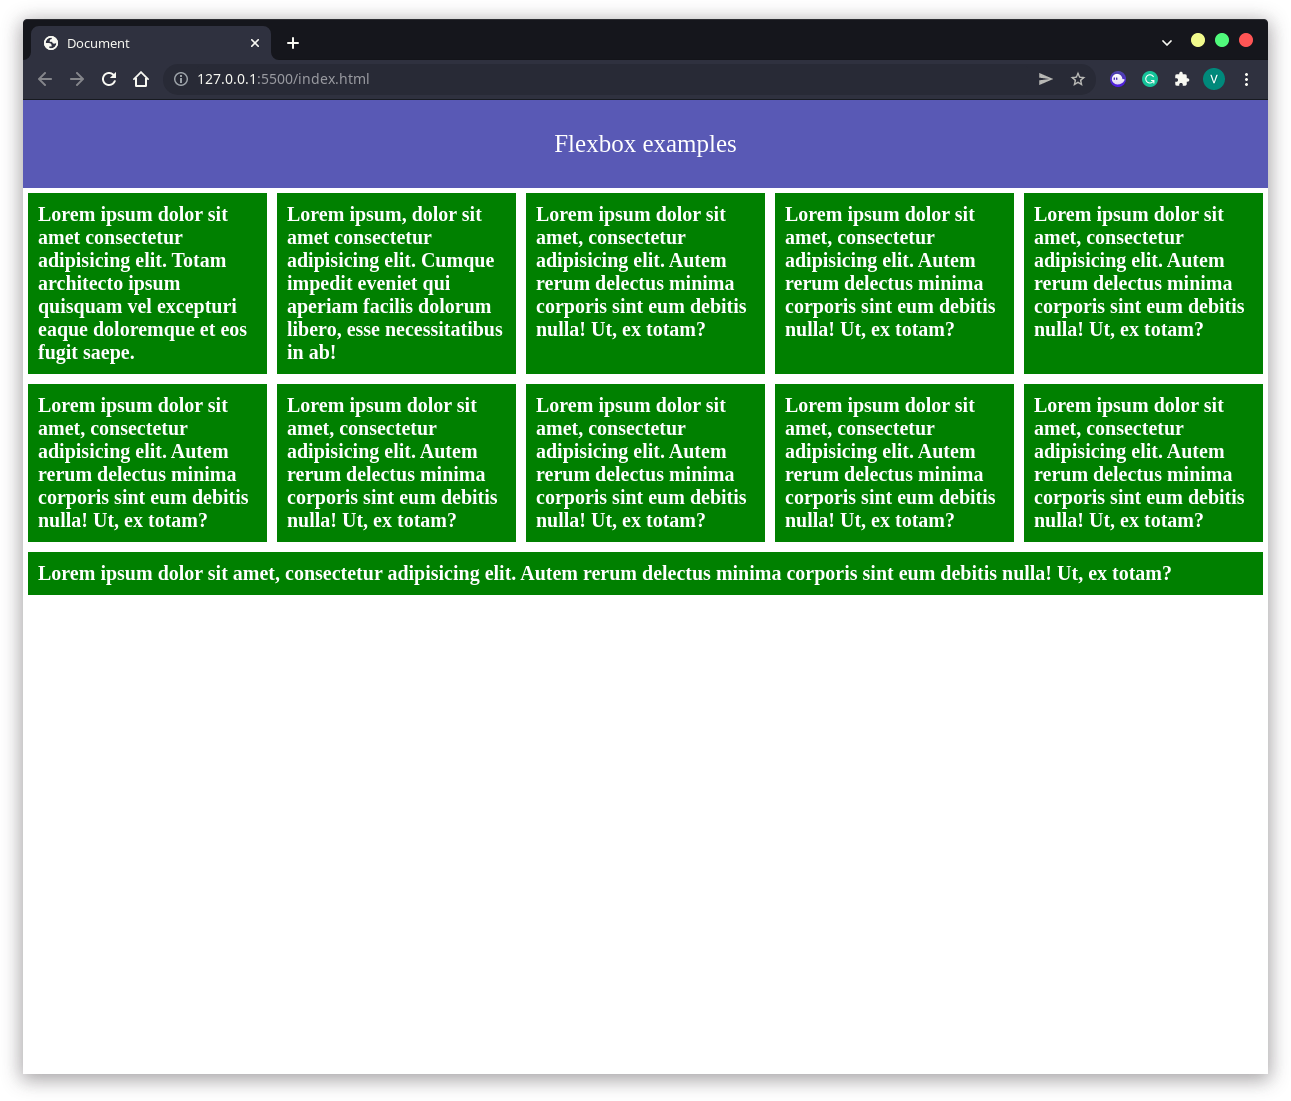 Document
127.0.0.1:5500/index.html
V
Flexbox examples
Lorem ipsum dolor sit
amet consectetur
adipisicing elit. Totam
architecto ipsum
quisquam vel excepturi
eaque doloremque et eos
fugit saepe.
Lorem ipsum, dolor sit
amet consectetur
adipisicing elit. Cumque
impedit eveniet qui
aperiam facilis dolorum
libero, esse necessitatibus
in ab!
Lorem ipsum dolor sit
amet, consectetur
adipisicing elit. Autem
rerum delectus minima
corporis sint eum debitis
nulla! Ut, ex totam?
Lorem ipsum dolor sit
amet, consectetur
adipisicing elit. Autem
rerum delectus minima
corporis sint eum debitis
nulla! Ut, ex totam?
Lorem ipsum dolor sit
amet, consectetur
adipisicing elit. Autem
rerum delectus minima
corporis sint eum debitis
nulla! Ut, ex totam?
Lorem ipsum dolor sit
amet, consectetur
adipisicing elit. Autem
rerum delectus minima
corporis sint eum debitis
nulla! Ut, ex totam?
Lorem ipsum dolor sit
amet, consectetur
adipisicing elit. Autem
rerum delectus minima
corporis sint eum debitis
nulla! Ut, ex totam?
Lorem ipsum dolor sit
amet, consectetur
adipisicing elit. Autem
rerum delectus minima
corporis sint eum debitis
nulla! Ut, ex totam?
Lorem ipsum dolor sit
amet, consectetur
adipisicing elit. Autem
rerum delectus minima
corporis sint eum debitis
nulla! Ut, ex totam?
Lorem ipsum dolor sit
amet, consectetur
adipisicing elit. Autem
rerum delectus minima
corporis sint eum debitis
nulla! Ut, ex totam?
Lorem ipsum dolor sit amet, consectetur adipisicing elit. Autem rerum delectus minima corporis sint eum debitis nulla! Ut, ex totam?